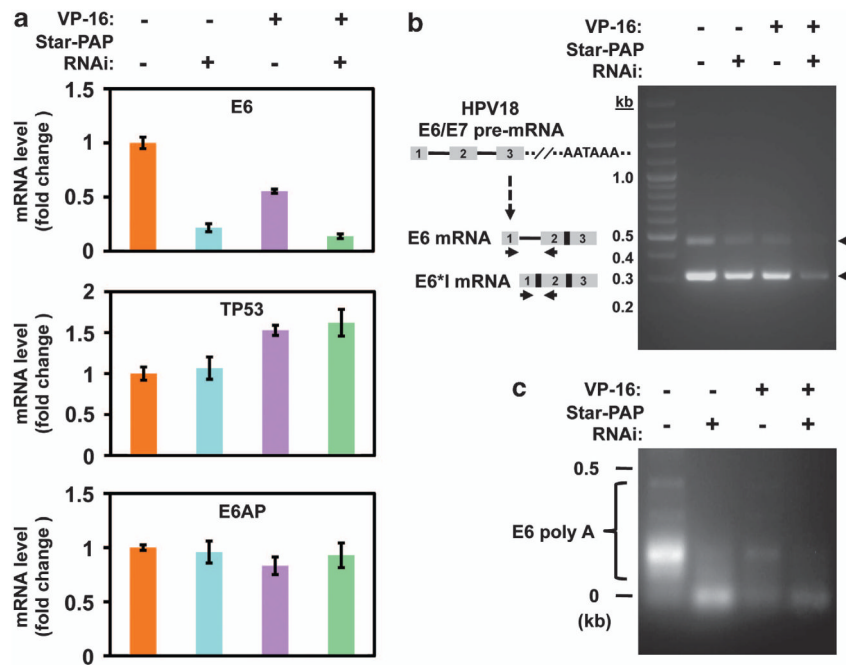 a
VP-16: - - + +
Star-PAP
RNAi: - + - +
E6
mRNA level
(fold change )
1.5
1
0.5
0
TP53
mRNA level
(fold change )
2
1.5
1
0.5
0
E6AP
mRNA level
(fold change )
1.5
1
0.5
0
b
VP-16: - - + +
Star-PAP
RNAi: - + - +
HPV18
E6/E7 pre-mRNA
1 2 3 ··//··AATAAA··
E6 mRNA 1 2 3
E6*I mRNA 1 2 3
kb
1.0
0.5
0.4
0.3
0.2
c
VP-16: - - + +
Star-PAP
RNAi: - + - +
0.5
E6 poly A
0
(kb)